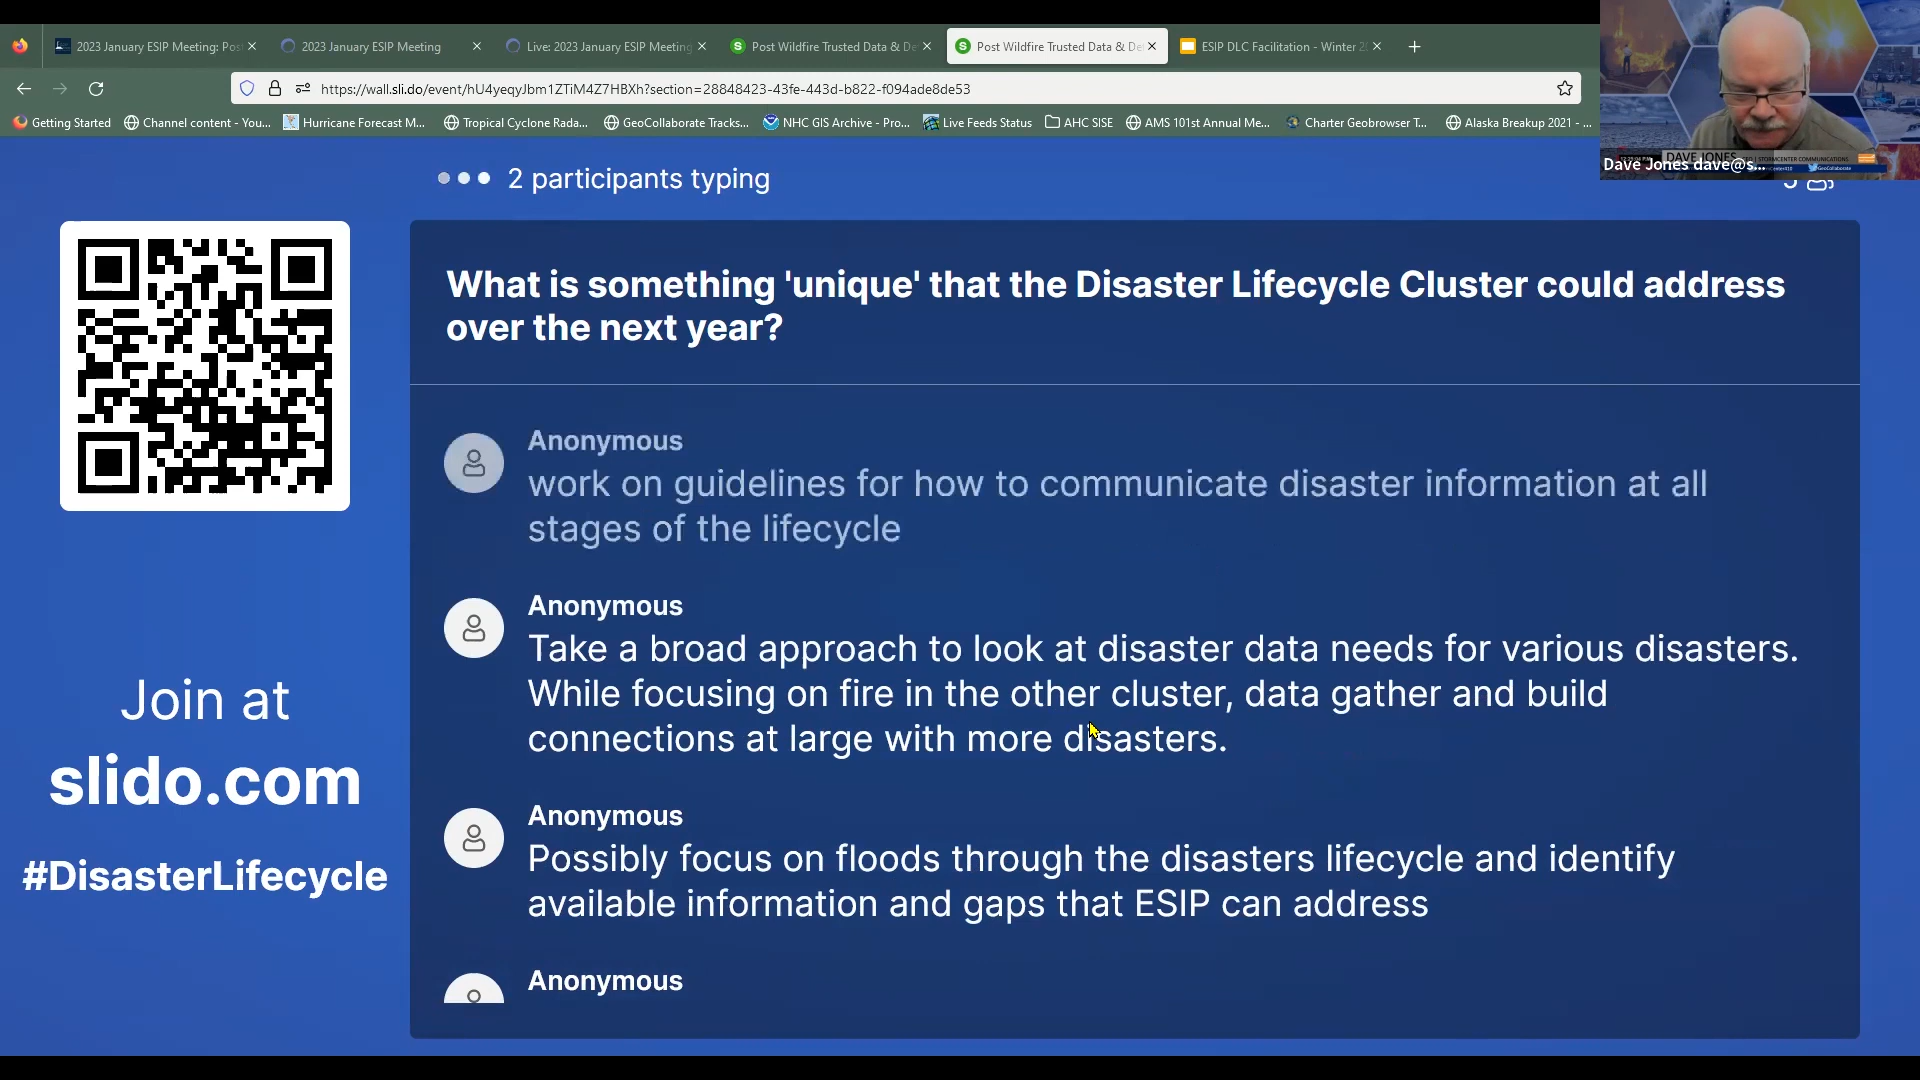 2023 January ESIP Meeting: Pos
2023 January ESIP Meeting
Live: 2023 January ESIP Meeting
Post Wildfire Trusted Data & De
Post Wildfire Trusted Data & De
ESIP DLC Facilitation - Winter 2
https://wall.sli.do/event/hU4yeqyJbm1ZTiM4Z7HBXh?section=28848423-43fe-443d-b822-f094ade8de53
Getting Started
Channel content - You...
Hurricane Forecast M...
Tropical Cyclone Rada...
GeoCollaborate Tracks...
NHC GIS Archive - Pro...
Live Feeds Status
AHC SISE
AMS 101st Annual Me...
Charter Geobrowser T...
Alaska Breakup 2021 - ...
DAVE JONES
STORMCENTER COMMUNICATIONS
Dave Jones dave@s...
2 participants typing
What is something 'unique' that the Disaster Lifecycle Cluster could address
over the next year?
Anonymous
work on guidelines for how to communicate disaster information at all
stages of the lifecycle
Anonymous
Take a broad approach to look at disaster data needs for various disasters.
While focusing on fire in the other cluster, data gather and build
connections at large with more disasters.
Anonymous
Possibly focus on floods through the disasters lifecycle and identify
available information and gaps that ESIP can address
Anonymous
Join at
slido.com
#DisasterLifecycle